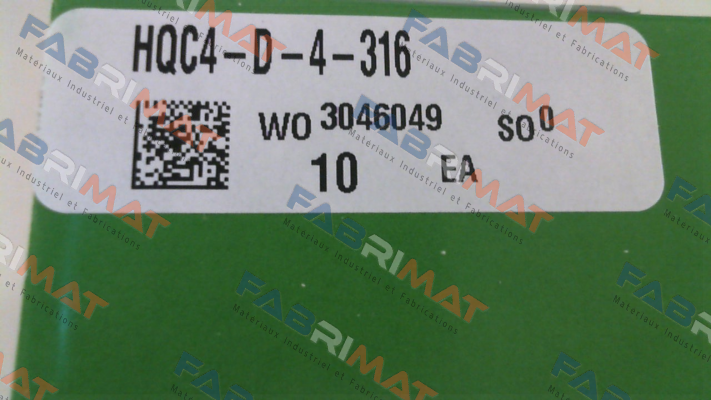 HQC4-D-4-316
WO 3046049 SO 0
10 EA
FABRIMAT
Materiaux Industriel et Fabrications